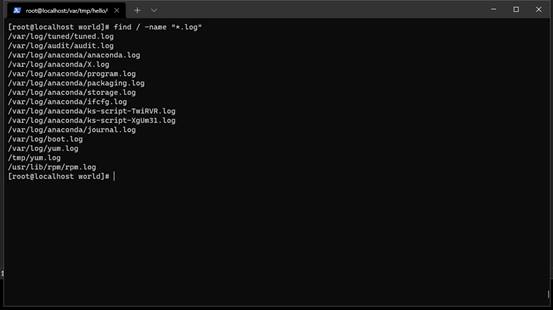 root@localhost:/var/tmp/hello/
[root@localhost world]# find / -name "*.log"
/var/log/tuned/tuned.log
/var/log/audit/audit.log
/var/log/anaconda/anaconda.log
/var/log/anaconda/X.log
/var/log/anaconda/program.log
/var/log/anaconda/packaging.log
/var/log/anaconda/storage.log
/var/log/anaconda/ifcfg.log
/var/log/anaconda/ks-script-TwiRVR.log
/var/log/anaconda/ks-script-XgUm31.log
/var/log/anaconda/journal.log
/var/log/boot.log
/var/log/yum.log
/tmp/yum.log
/usr/lib/rpm/rpm.log
[root@localhost world]#